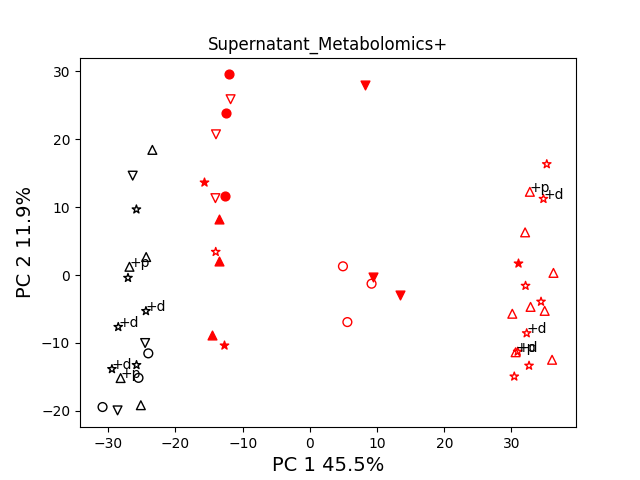 Supernatant_Metabolomics+
PC 2 11.9%
30
20
10
0
−10
−20
+p
+d
+p
+d
+d
+d
+d
+p
−30
−20
−10
0
10
20
30
PC 1 45.5%